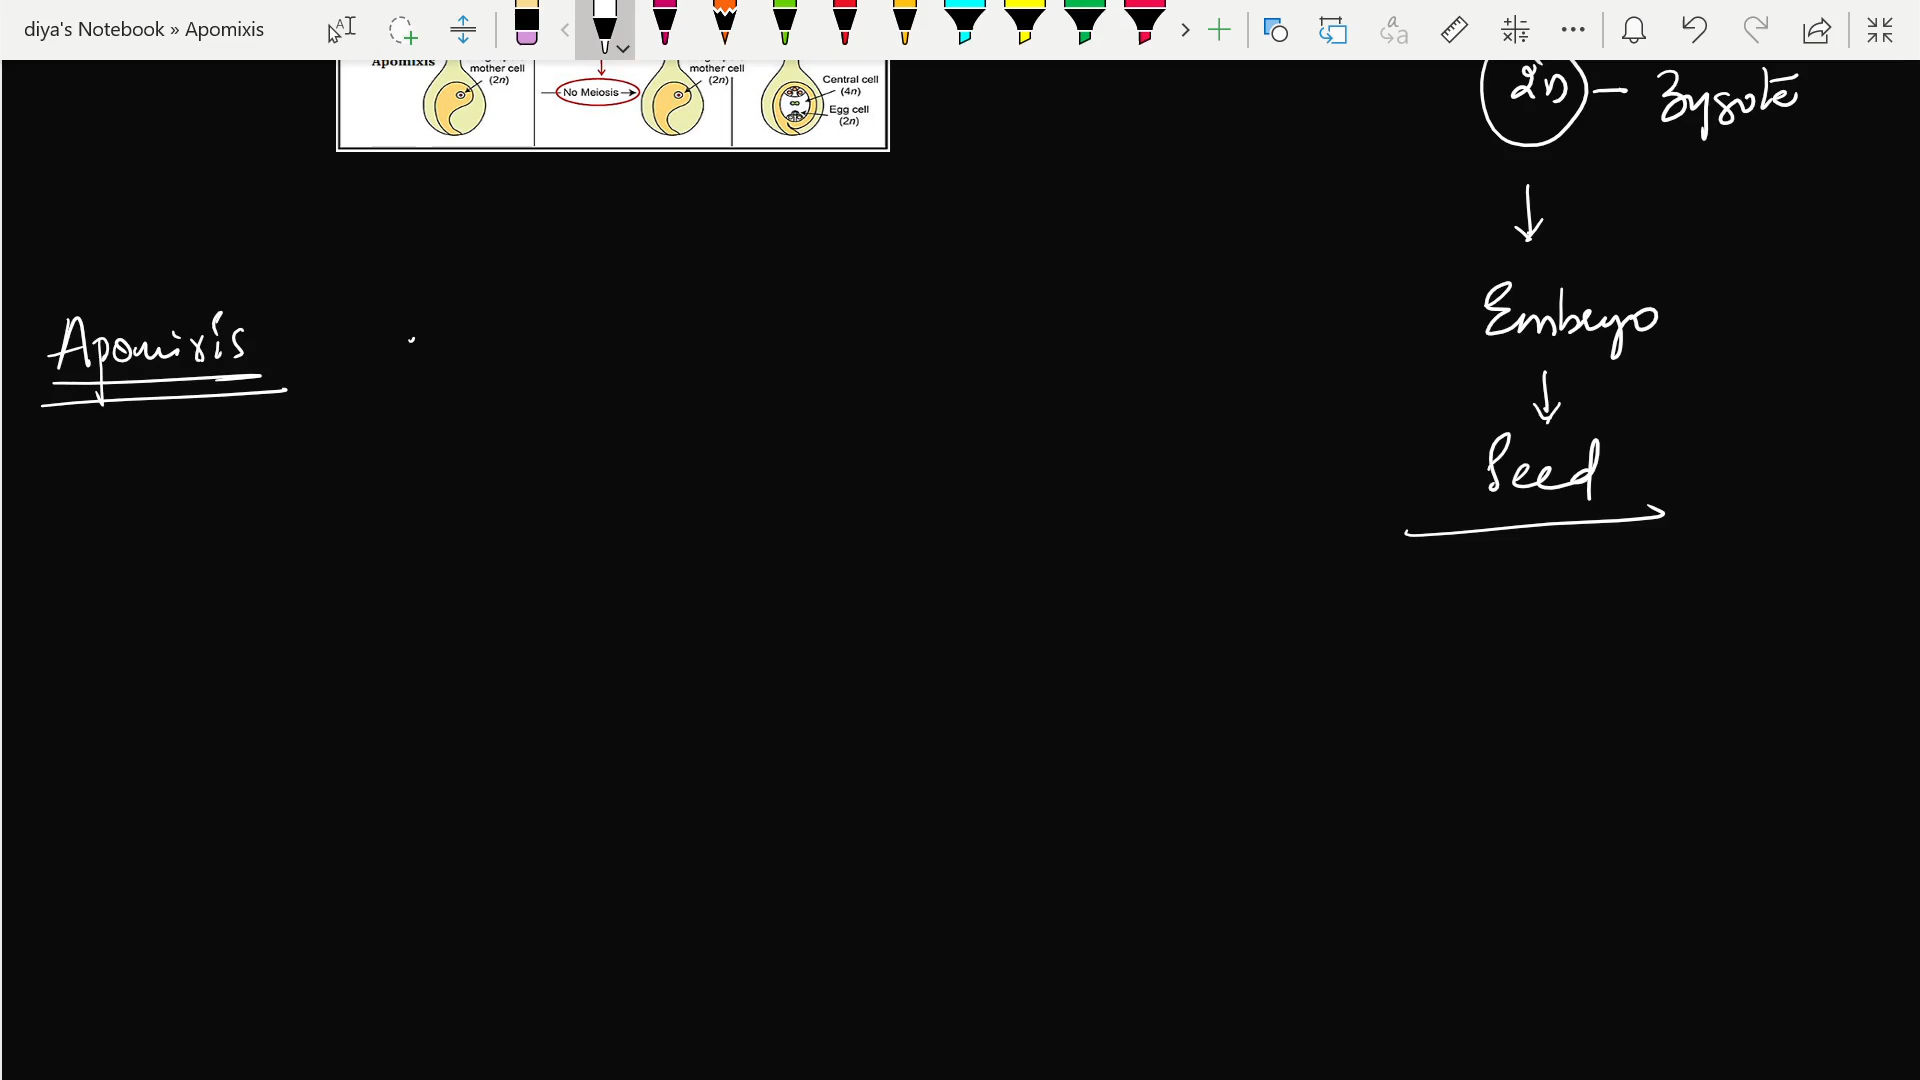 diya's Notebook » Apomixis
Apomixis
mother cell
(2n)
No Meiosis
mother cell
(2n)
Central cell
(4n)
Egg cell
(2n)
2n — Zygote
Embryo
Seed
Apomixis